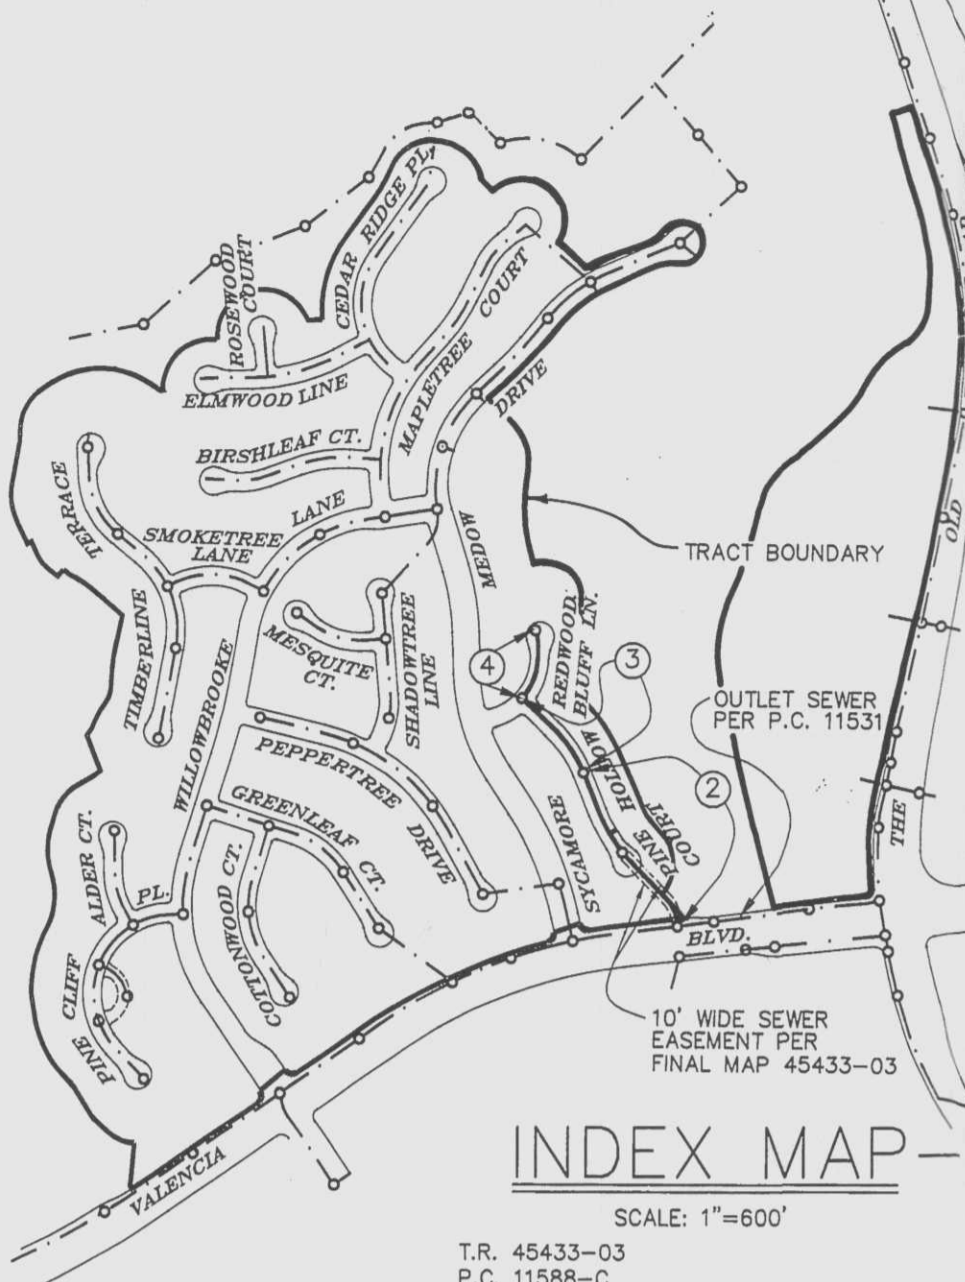 CEDAR RIDGE PL.
ROSEWOOD
COURT
ELMWOOD LINE
MAPLETREE COURT
DRIVE
BIRSHLEAF CT.
TERRACE
SMOKETREE
LANE
LANE
MEDOW
OLD
TRACT BOUNDARY
TIMBERLINE
MESQUITE
CT.
SHADOWTREE
LINE
REDWOOD
BLUFF LN.
4
3
OUTLET SEWER
PER P.C. 11531
WILLOWBROOKE
PEPPERTREE DRIVE
PINE HOLLOW
COURT
2
THE
GREENLEAF CT.
ALDER CT.
COTTONWOOD CT.
SYCAMORE
PINE CLIFF PL.
BLVD.
10' WIDE SEWER
EASEMENT PER
FINAL MAP 45433-03
VALENCIA
INDEX MAP-
SCALE: 1"=600'
T.R. 45433-03
P.C. 11588-C